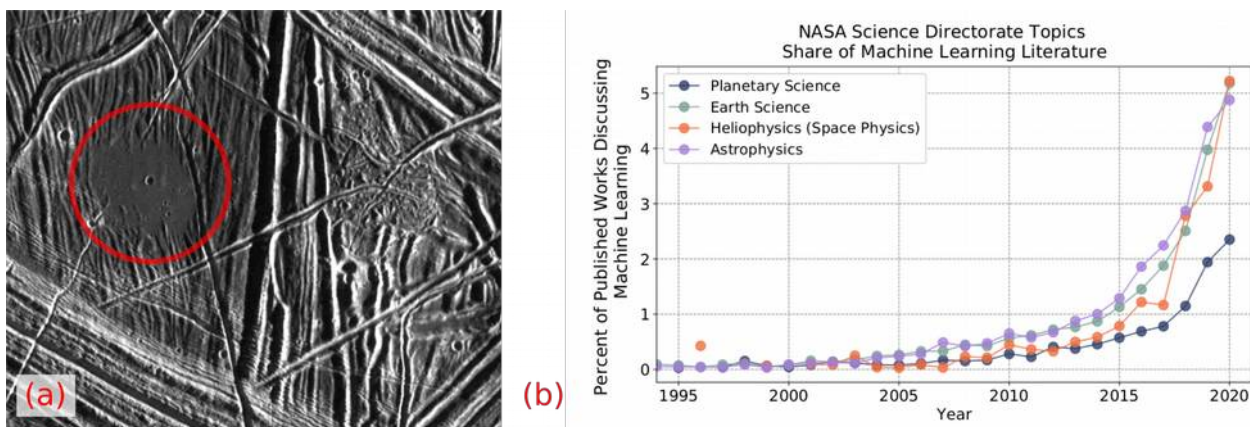 (a)
(b)
NASA Science Directorate Topics
Share of Machine Learning Literature
Planetary Science
Earth Science
Heliophysics (Space Physics)
Astrophysics
Percent of Published Works Discussing
Machine Learning
5
4
3
2
1
0
1995 2000 2005 2010 2015 2020
Year